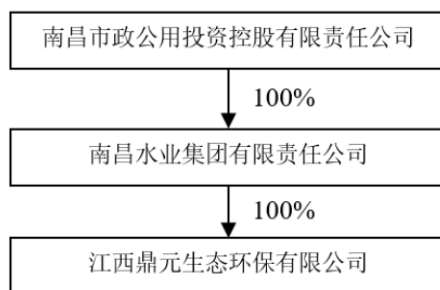 南昌市政公用投资控股有限责任公司
100%
南昌水业集团有限责任公司
100%
江西鼎元生态环保有限公司